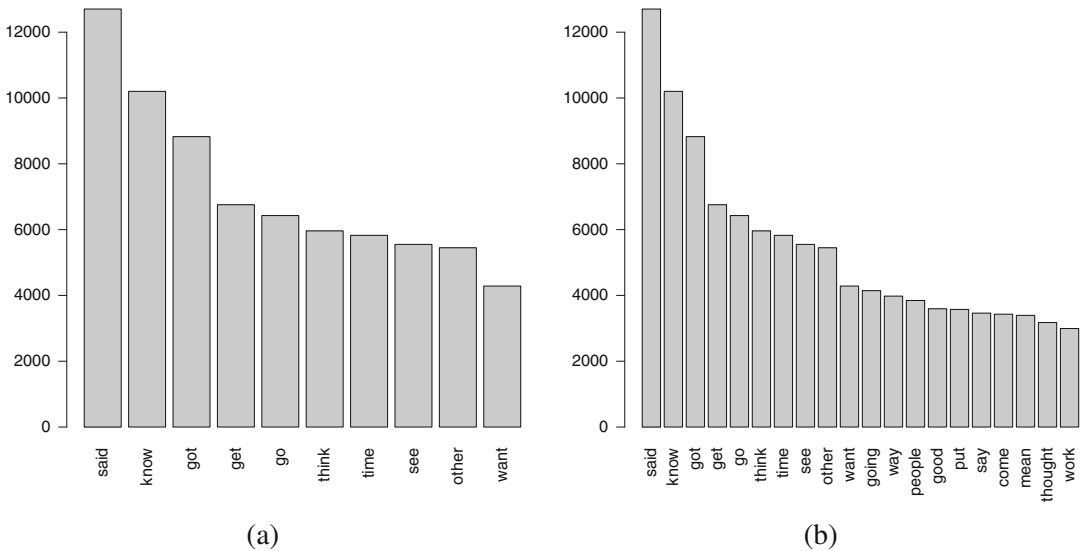 12000
10000
8000
6000
4000
2000
0
said
know
got
get
go
think
time
see
other
want
(a)
12000
10000
8000
6000
4000
2000
0
said
know
got
get
go
think
time
see
other
want
going
way
people
good
put
say
come
mean
thought
work
(b)